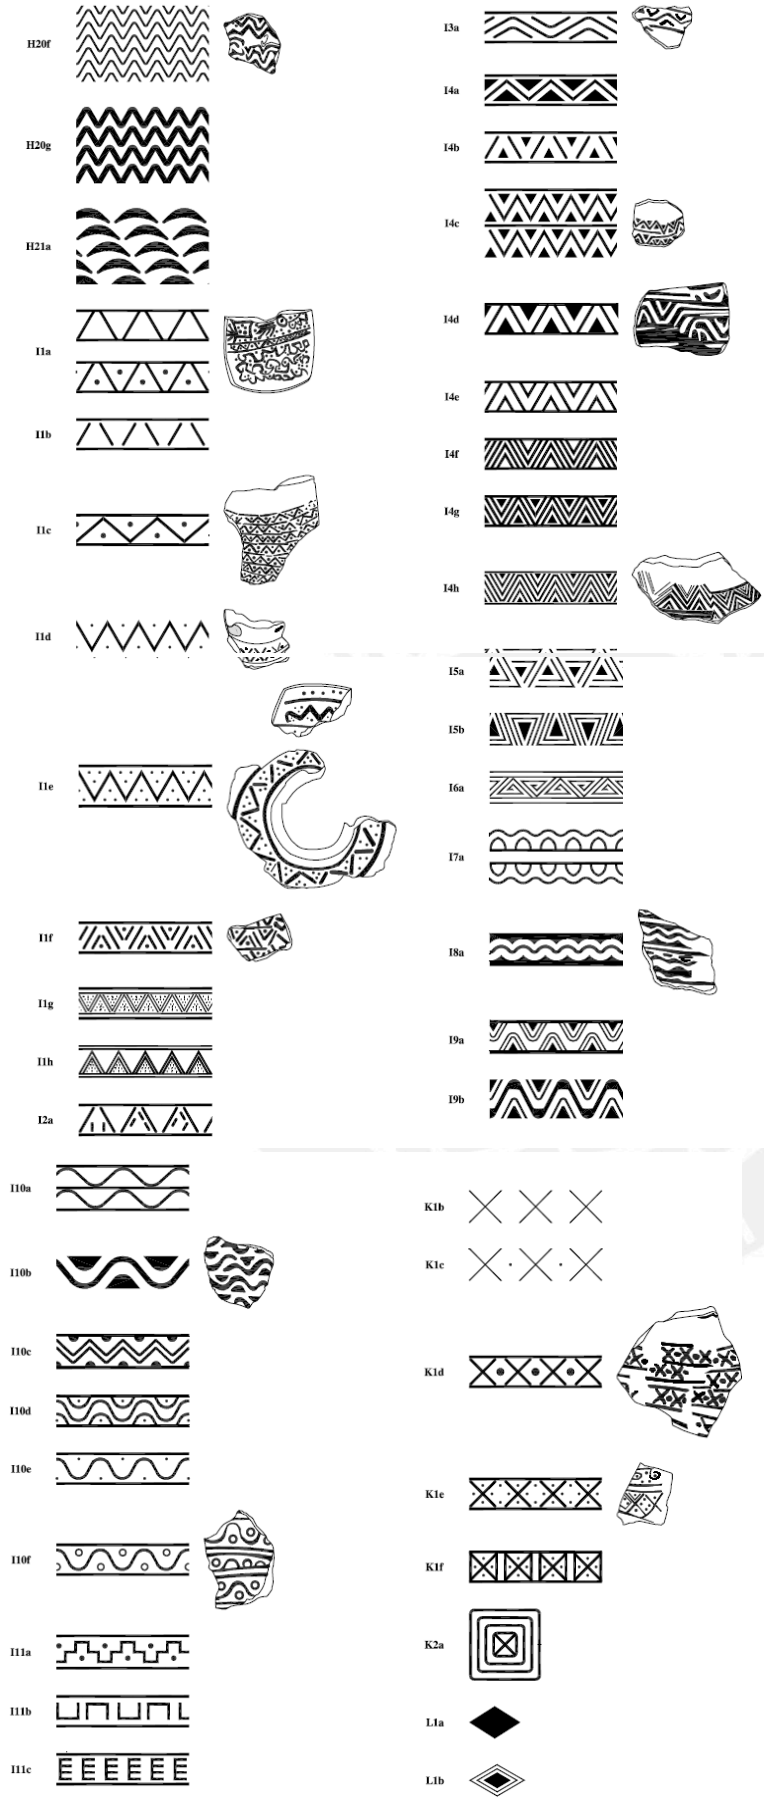 H20f
H20g
H21a
I1a
I1b
I1c
I1d
I1e
I1f
I1g
I1h
I2a
I3a
I4a
I4b
I4c
I4d
I4e
I4f
I4g
I4h
I5a
I5b
I6a
I7a
I8a
I9a
I9b
I10a
I10b
I10c
I10d
I10e
I10f
I11a
I11b
I11c
K1b
K1c
K1d
K1e
K1f
K2a
L1a
L1b